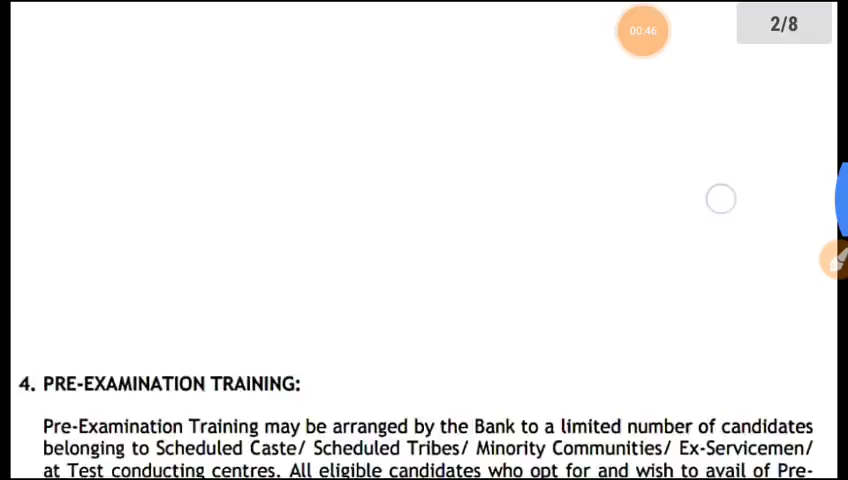 00:46
2/8
4. PRE-EXAMINATION TRAINING:
Pre-Examination Training may be arranged by the Bank to a limited number of candidates
belonging to Scheduled Caste/ Scheduled Tribes/ Minority Communities/ Ex-Servicemen/
at Test conducting centres. All eligible candidates who opt for and wish to avail of Pre-